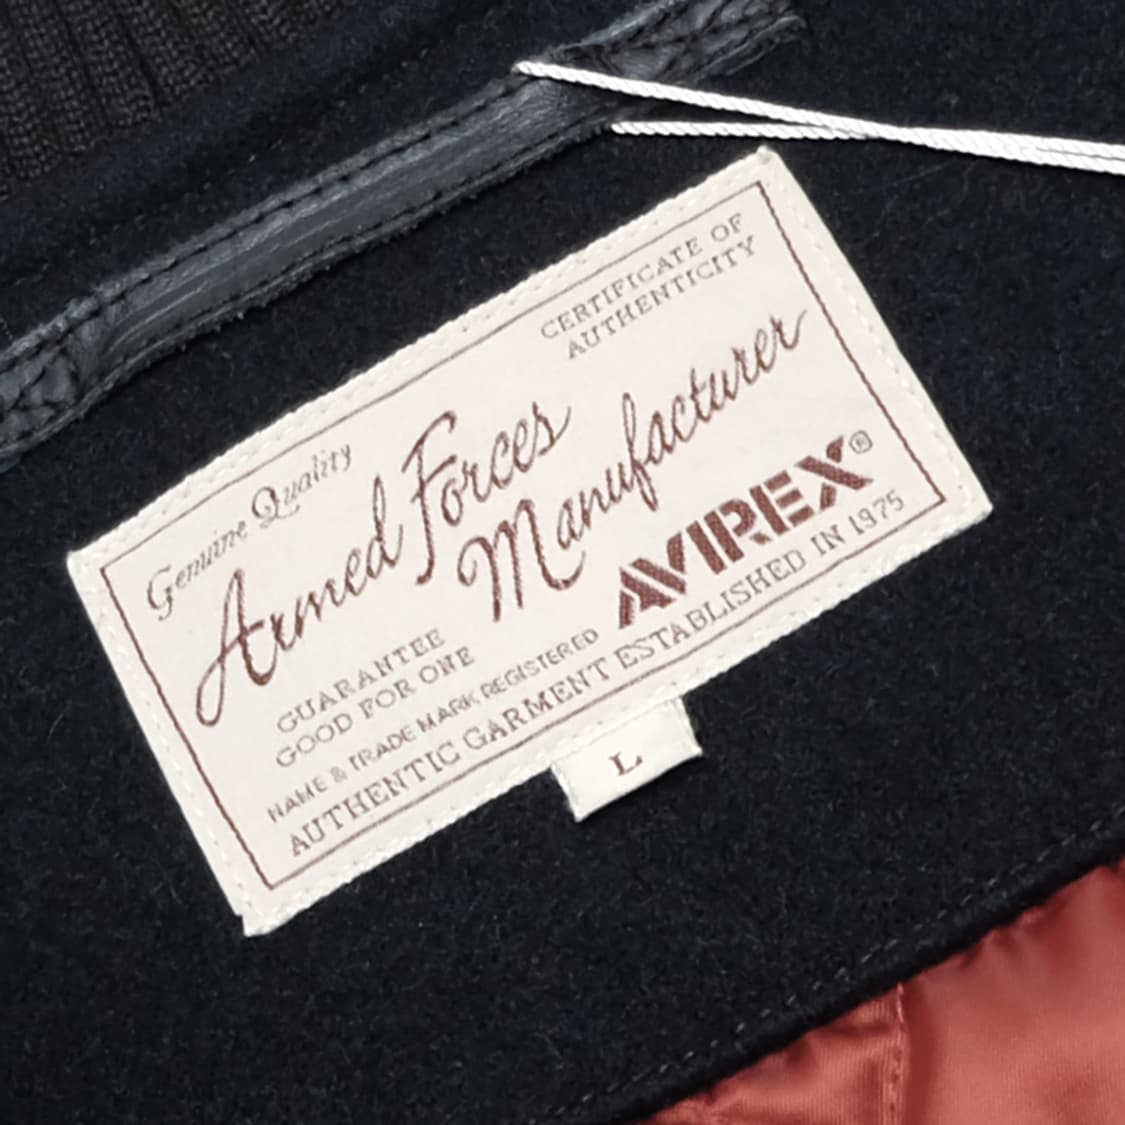 CERTIFICATE OF
AUTHENTICITY
Genuine Quality
Armed Forces
Manufacturer
AVIREX®
GUARANTEE
GOOD FOR ONE
NAME & TRADE MARK REGISTERED
AUTHENTIC GARMENT ESTABLISHED IN 1975
L